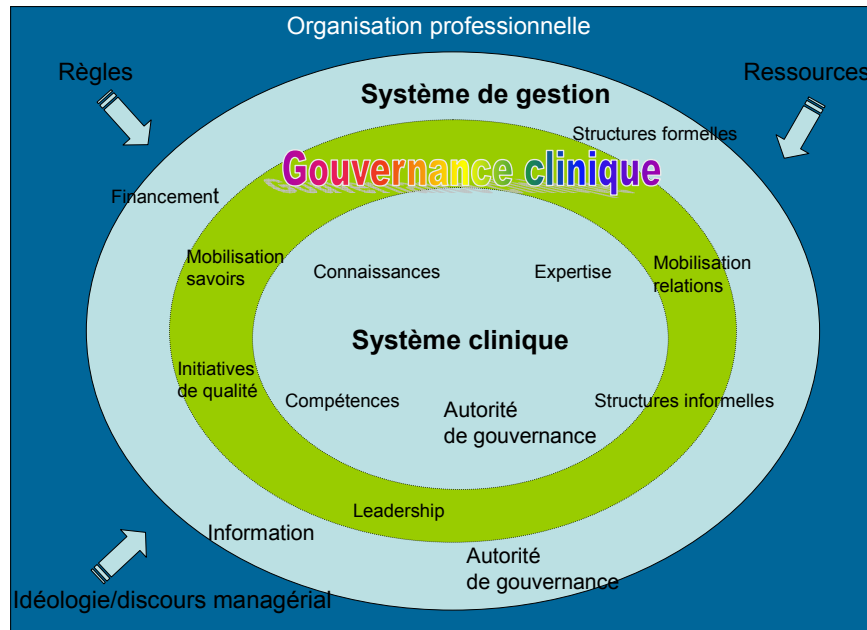 Organisation professionnelle
Règles
Ressources
Système de gestion
Structures formelles
Gouvernance clinique
Financement
Mobilisation
savoirs
Connaissances
Expertise
Mobilisation
relations
Système clinique
Initiatives
de qualité
Compétences
Autorité
de gouvernance
Structures informelles
Leadership
Information
Autorité
de gouvernance
Idéologie/discours managérial